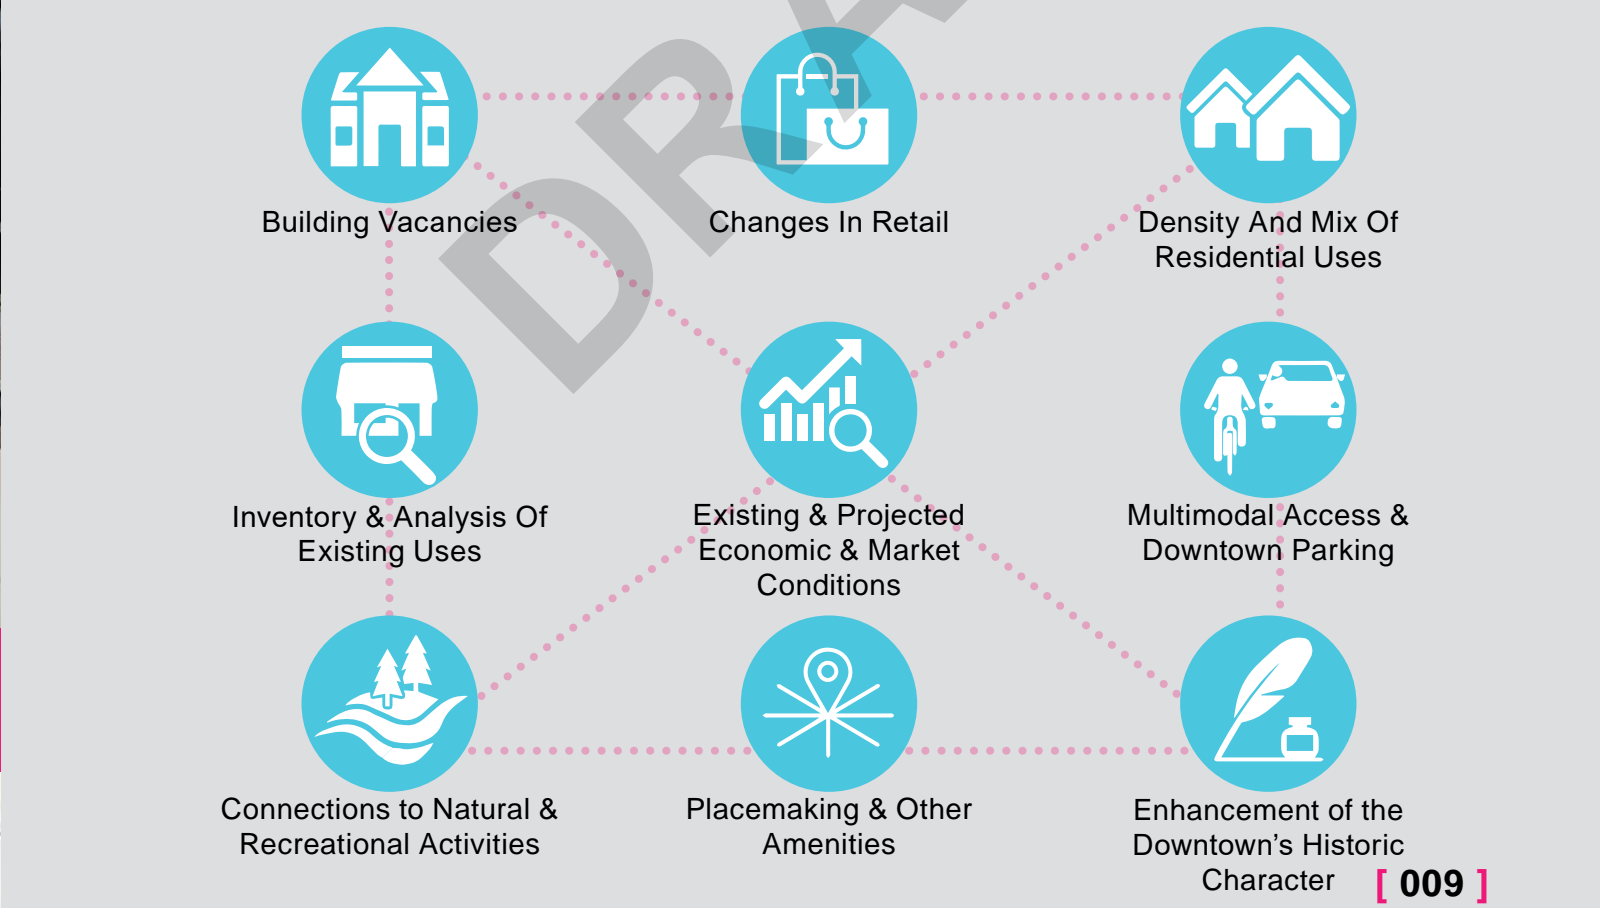 Building Vacancies
Changes In Retail
Density And Mix Of
Residential Uses
Inventory & Analysis Of
Existing Uses
Existing & Projected
Economic & Market
Conditions
Multimodal Access &
Downtown Parking
Connections to Natural &
Recreational Activities
Placemaking & Other
Amenities
Enhancement of the
Downtown’s Historic
Character
[ 009 ]
DRA